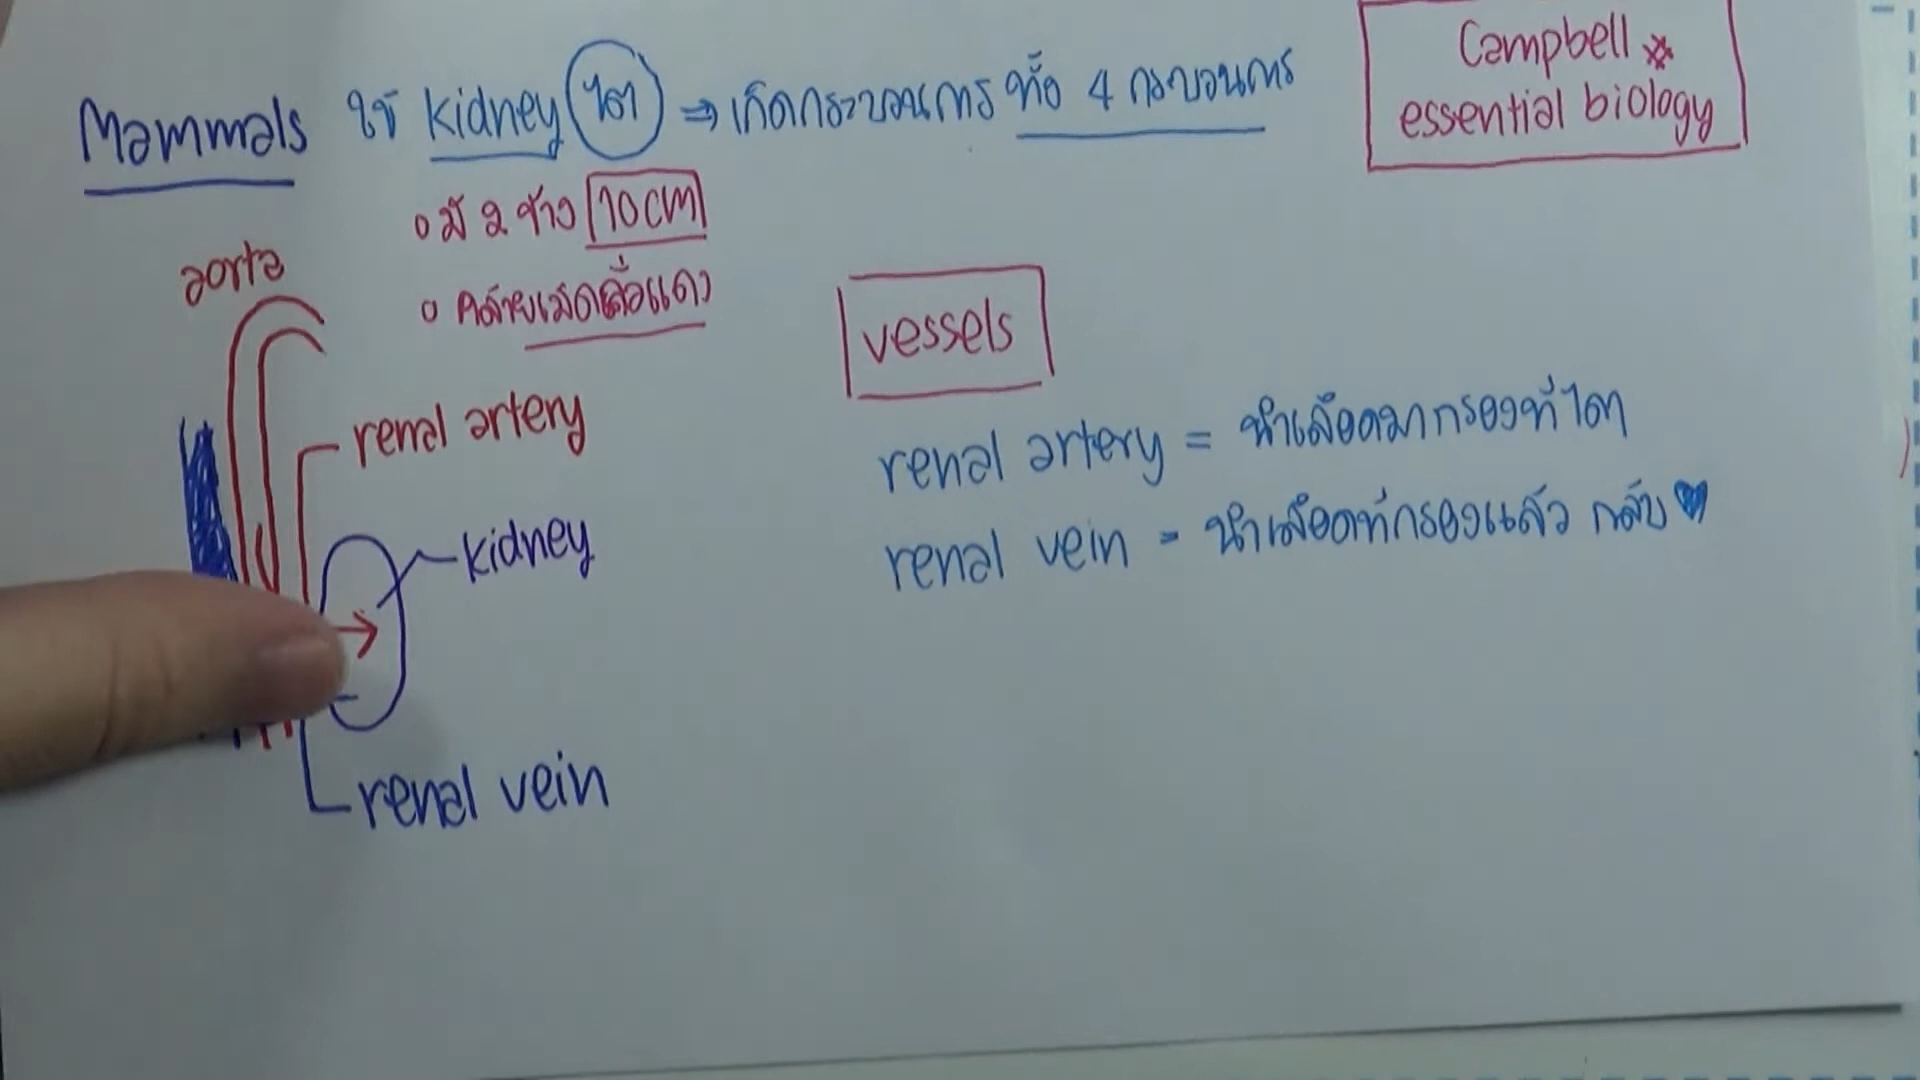 Mammals ใช้ kidney ไต ⇒ เกิดกระบวนการ ทั้ง 4 กระบวนการ
Campbell
essential biology
มี 2 ข้าง 10 cm
คล้ายเมล็ดถั่วแดง
aorta
vessels
renal artery
renal artery = นำเลือดมากรองที่ไต
kidney
renal vein = นำเลือดที่กรองแล้ว กลับ
renal vein